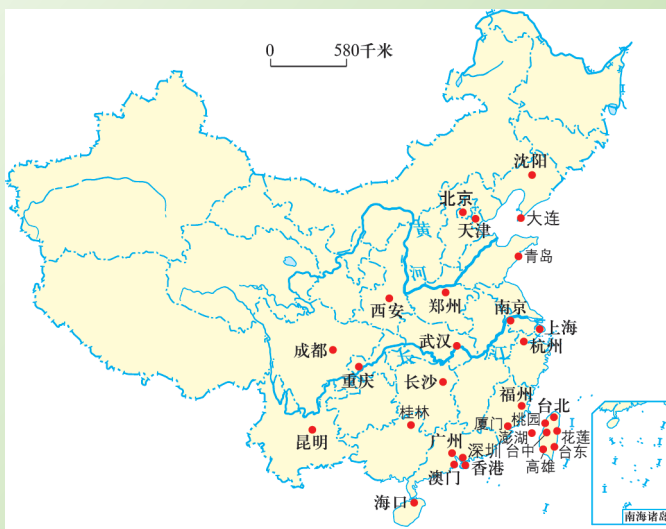 0 580千米
沈阳
北京
天津
大连
黄
河
青岛
西安
郑州
南京
上海
杭州
成都
重庆
武汉
长
江
长沙
桂林
福州
台北
桃园
厦门
澎湖
花莲
台中
台东
高雄
昆明
广州
深圳
澳门
香港
海口
南海诸岛